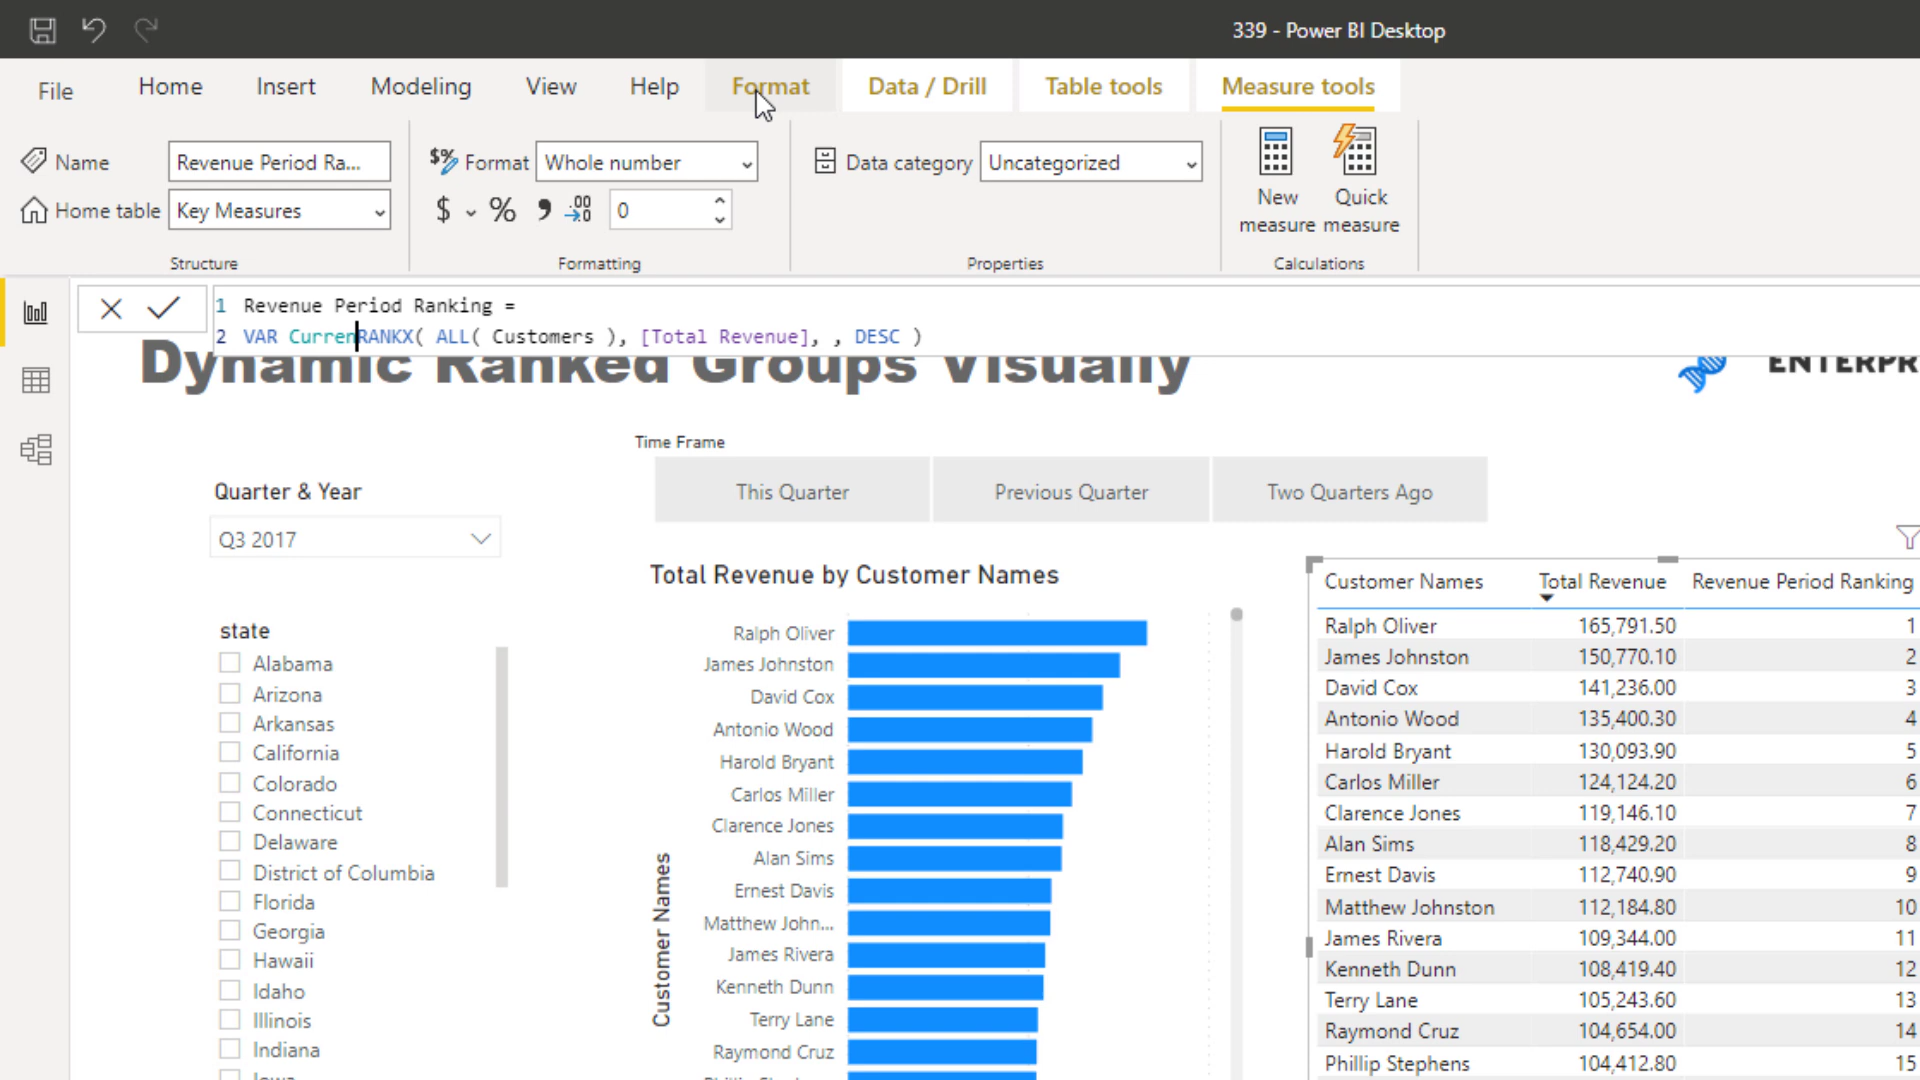 339 - Power BI Desktop
File Home Insert Modeling View Help Format Data / Drill Table tools Measure tools
Name Revenue Period Ra...
Home table Key Measures
Structure
$% Format Whole number
$ % , .00 0
Formatting
Data category Uncategorized
Properties
New measure
Quick measure
Calculations
1 Revenue Period Ranking =
2 VAR CurrenRANKX( ALL( Customers ), [Total Revenue], , DESC )
Dynamic Ranked Groups Visually
Time Frame
This Quarter Previous Quarter Two Quarters Ago
Quarter & Year
Q3 2017
state
Alabama
Arizona
Arkansas
California
Colorado
Connecticut
Delaware
District of Columbia
Florida
Georgia
Hawaii
Idaho
Illinois
Indiana
Iowa
Total Revenue by Customer Names
Customer Names
Ralph Oliver
James Johnston
David Cox
Antonio Wood
Harold Bryant
Carlos Miller
Clarence Jones
Alan Sims
Ernest Davis
Matthew John...
James Rivera
Kenneth Dunn
Terry Lane
Raymond Cruz
Customer Names Total Revenue Revenue Period Ranking
Ralph Oliver 165,791.50 1
James Johnston 150,770.10 2
David Cox 141,236.00 3
Antonio Wood 135,400.30 4
Harold Bryant 130,093.90 5
Carlos Miller 124,124.20 6
Clarence Jones 119,146.10 7
Alan Sims 118,429.20 8
Ernest Davis 112,740.90 9
Matthew Johnston 112,184.80 10
James Rivera 109,344.00 11
Kenneth Dunn 108,419.40 12
Terry Lane 105,243.60 13
Raymond Cruz 104,654.00 14
Phillip Stephens 104,412.80 15